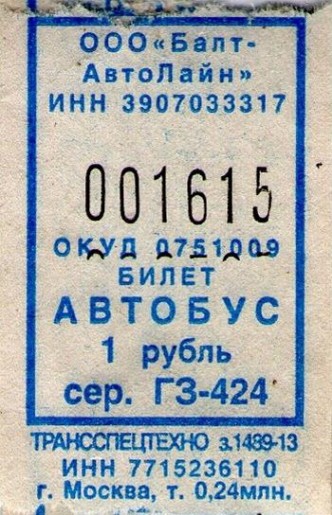 ООО «Балт-
АвтоЛайн»
ИНН 3907033317
001615
ОКУД 0751009
БИЛЕТ
АВТОБУС
1 рубль
сер. ГЗ-424
ТРАНССПЕЦТЕХНО з.1489-13
ИНН 7715236110
г. Москва, т. 0,24млн.